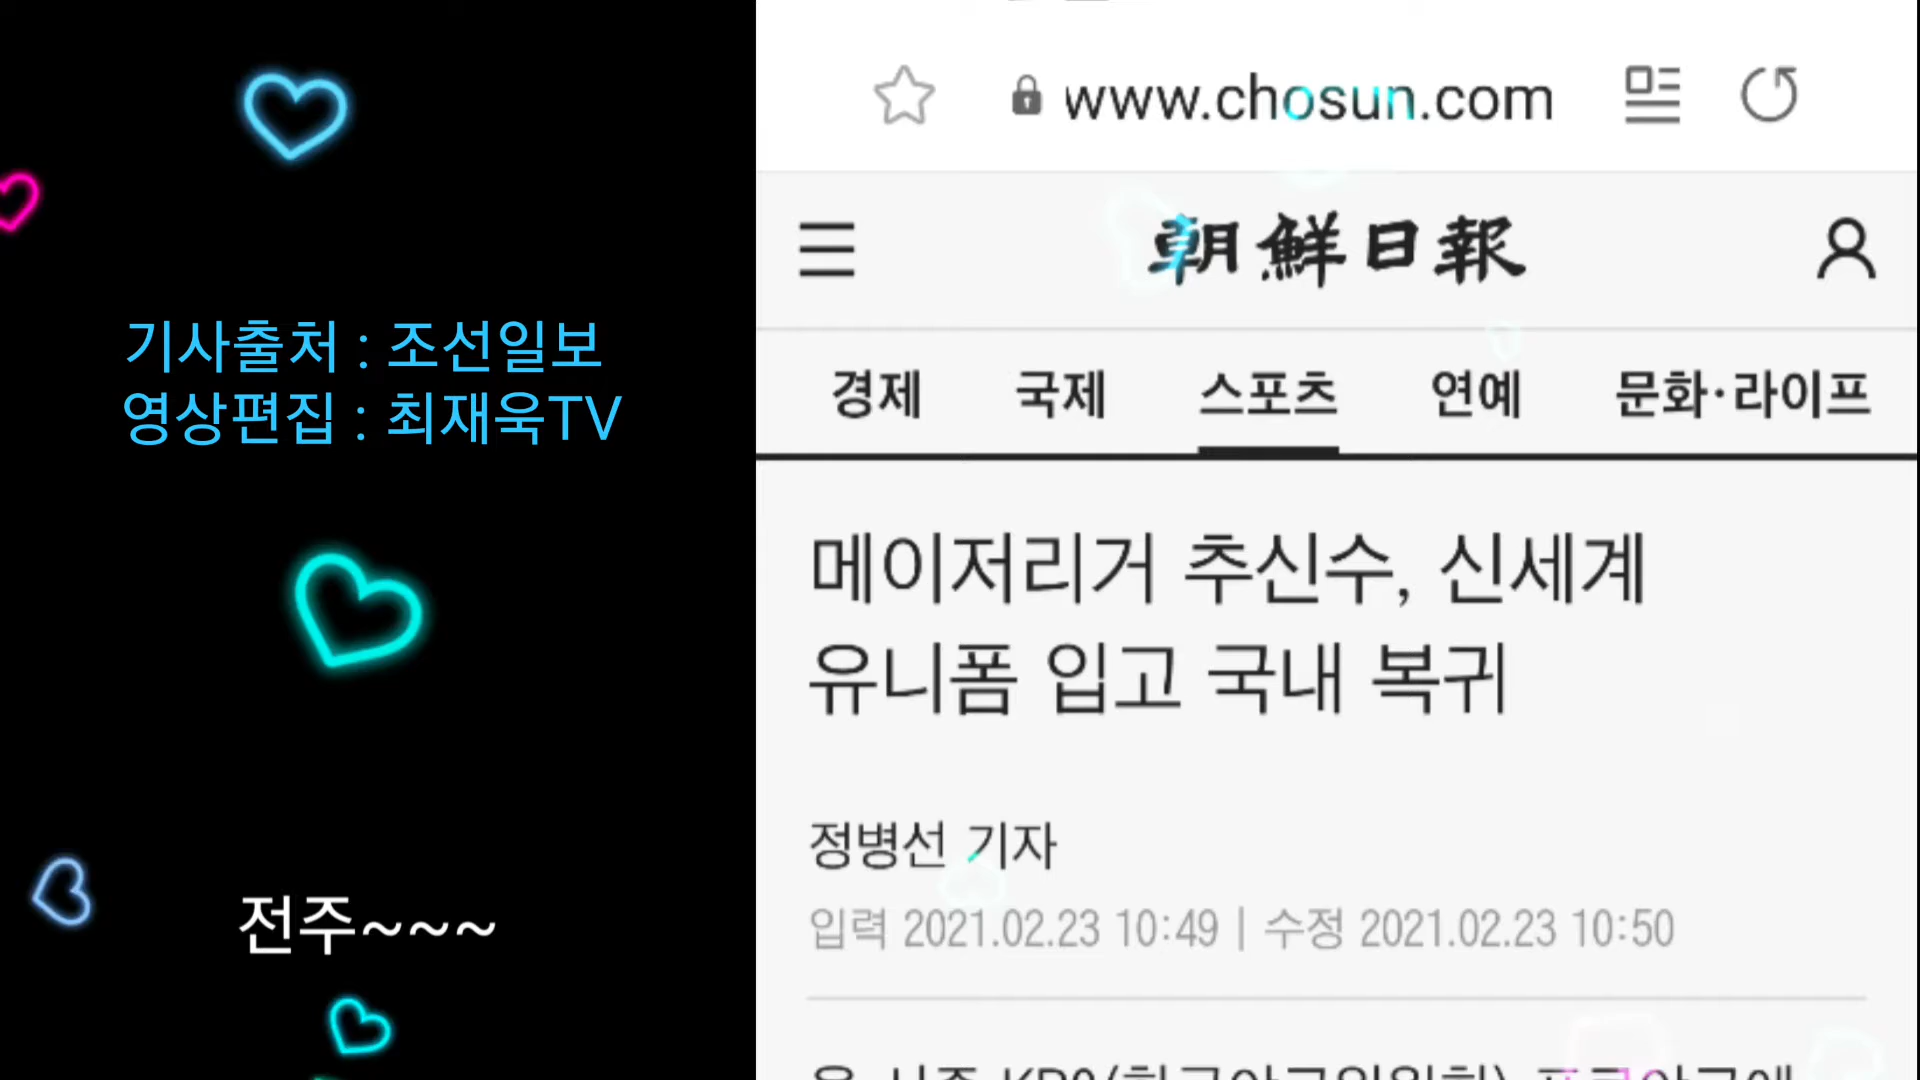 기사출처 : 조선일보
영상편집 : 최재욱TV
전주~~~
www.chosun.com
朝鮮日報
경제 국제 스포츠 연예 문화·라이프
메이저리거 추신수, 신세계
유니폼 입고 국내 복귀
정병선 기자
입력 2021.02.23 10:49 | 수정 2021.02.23 10:50